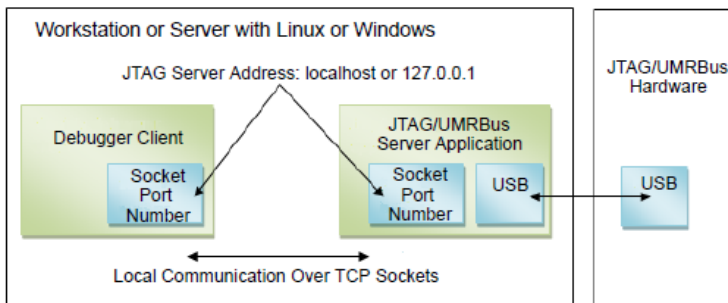 Workstation or Server with Linux or Windows
JTAG Server Address: localhost or 127.0.0.1
JTAG/UMRBus
Hardware
Debugger Client
JTAG/UMRBus
Server Application
Socket
Port
Number
Socket
Port
Number
USB
USB
Local Communication Over TCP Sockets